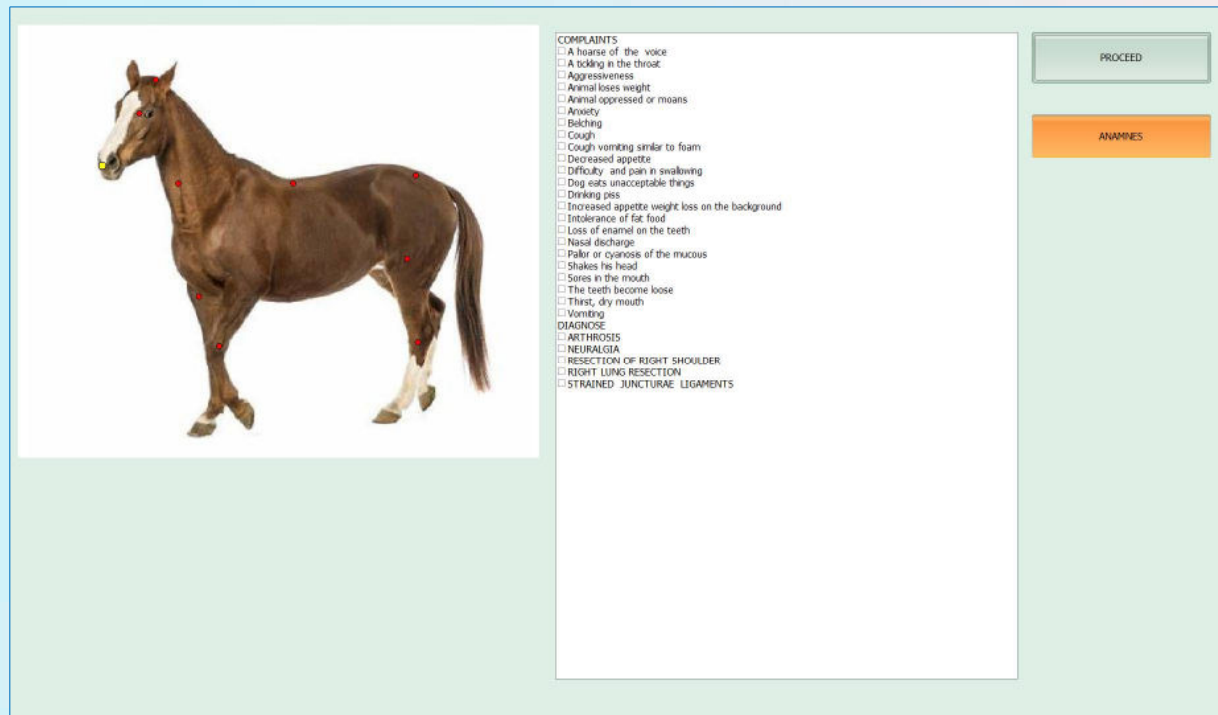 COMPLAINTS
A hoarse of the voice
A tickling in the throat
Aggressiveness
Animal loses weight
Animal oppressed or moans
Anxiety
Belching
Cough
Cough vomiting similar to foam
Decreased appetite
Difficulty and pain in swallowing
Dog eats unacceptable things
Drinking piss
Increased appetite weight loss on the background
Intolerance of fat food
Loss of enamel on the teeth
Nasal discharge
Pallor or cyanosis of the mucous
Shakes his head
Sores in the mouth
The teeth become loose
Thirst, dry mouth
Vomiting
DIAGNOSE
ARTHROSIS
NEURALGIA
RESECTION OF RIGHT SHOULDER
RIGHT LUNG RESECTION
STRAINED JUNCTURAE LIGAMENTS
PROCEED
ANAMNES